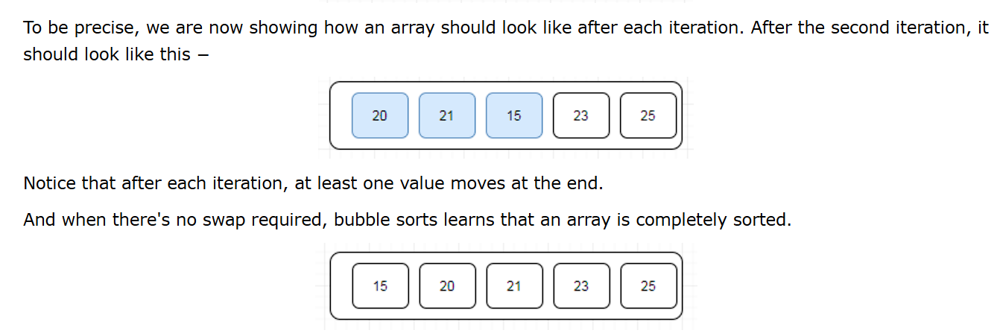 To be precise, we are now showing how an array should look like after each iteration. After the second iteration, it
should look like this −
20 21 15 23 25
Notice that after each iteration, at least one value moves at the end.
And when there's no swap required, bubble sorts learns that an array is completely sorted.
15 20 21 23 25